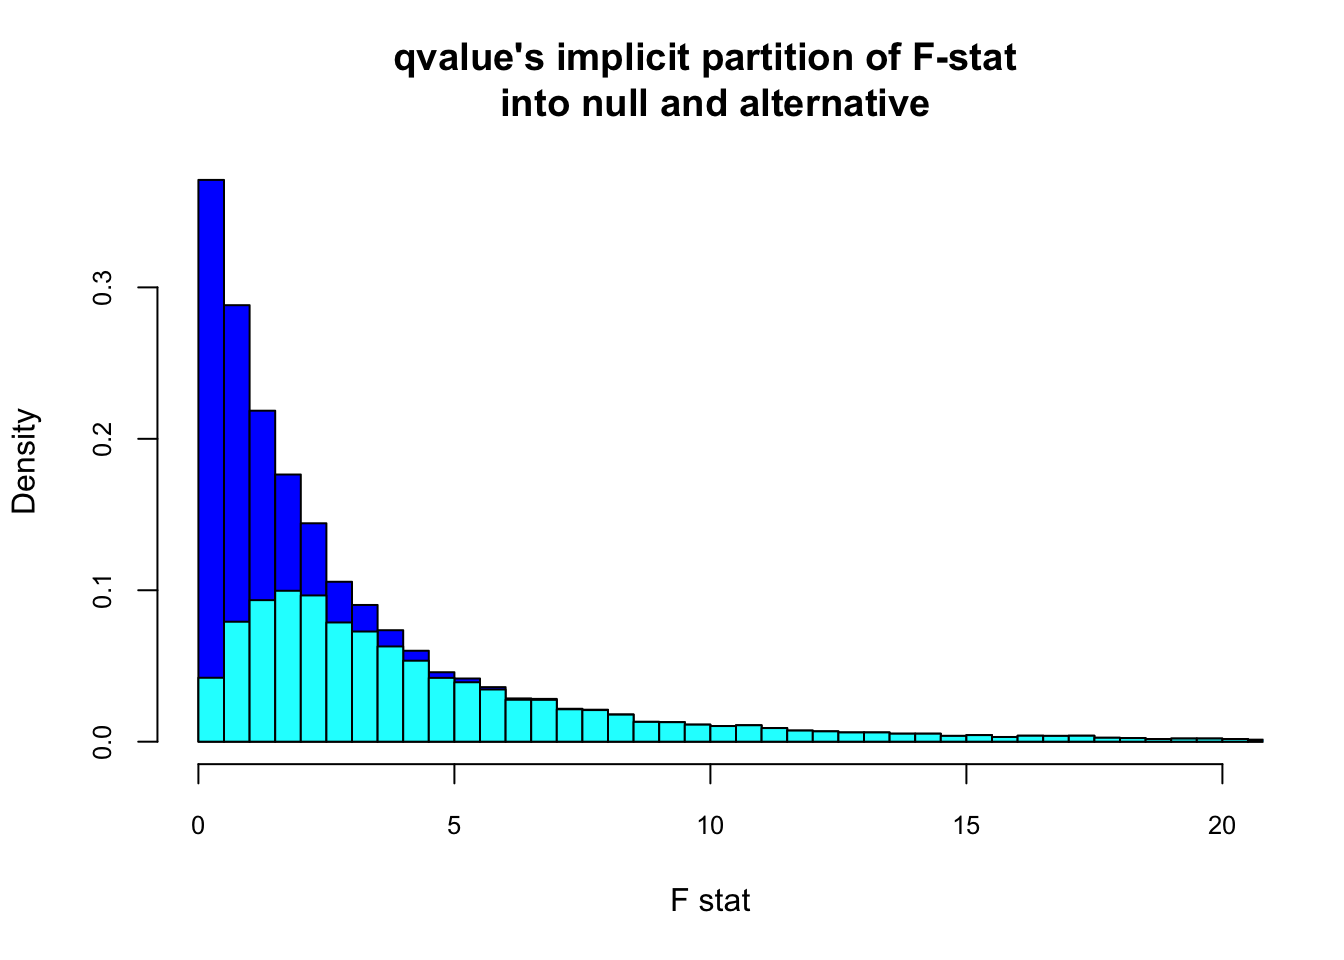 qvalue's implicit partition of F-stat
into null and alternative
Density
0.3
0.2
0.1
0.0
0 5 10 15 20
F stat